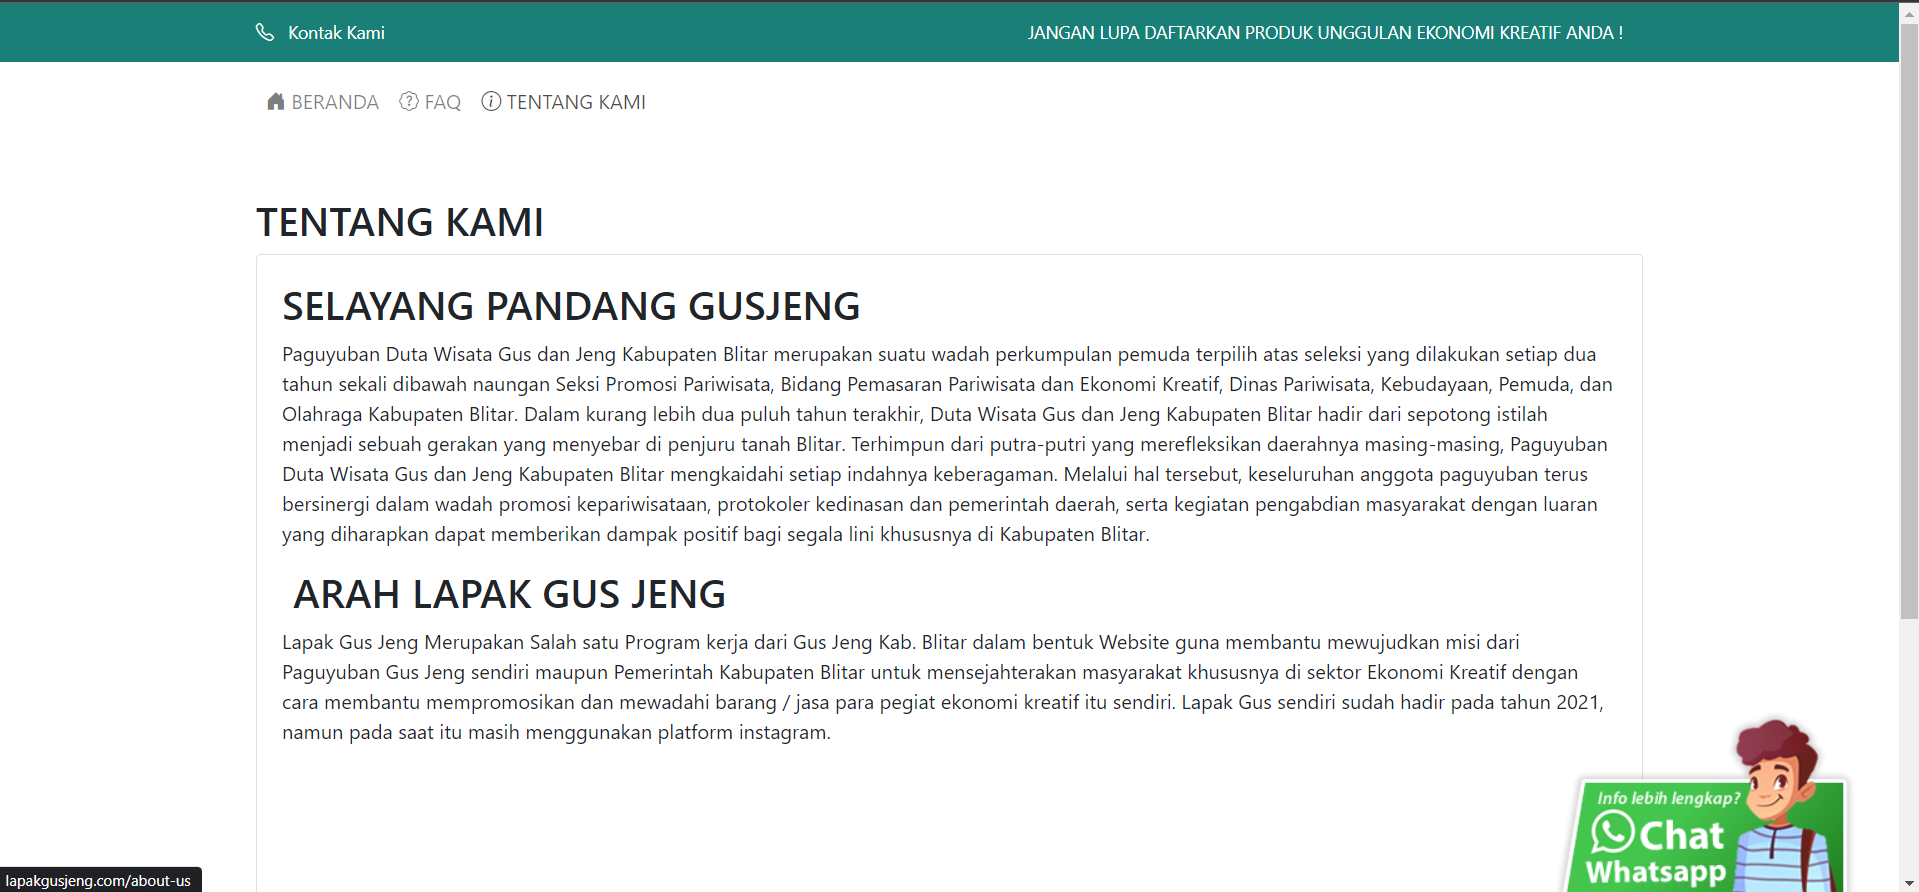 Kontak Kami
JANGAN LUPA DAFTARKAN PRODUK UNGGULAN EKONOMI KREATIF ANDA !
BERANDA
FAQ
TENTANG KAMI
TENTANG KAMI
SELAYANG PANDANG GUSJENG
Paguyuban Duta Wisata Gus dan Jeng Kabupaten Blitar merupakan suatu wadah perkumpulan pemuda terpilih atas seleksi yang dilakukan setiap dua
tahun sekali dibawah naungan Seksi Promosi Pariwisata, Bidang Pemasaran Pariwisata dan Ekonomi Kreatif, Dinas Pariwisata, Kebudayaan, Pemuda, dan
Olahraga Kabupaten Blitar. Dalam kurang lebih dua puluh tahun terakhir, Duta Wisata Gus dan Jeng Kabupaten Blitar hadir dari sepotong istilah
menjadi sebuah gerakan yang menyebar di penjuru tanah Blitar. Terhimpun dari putra-putri yang merefleksikan daerahnya masing-masing, Paguyuban
Duta Wisata Gus dan Jeng Kabupaten Blitar mengkaidahi setiap indahnya keberagaman. Melalui hal tersebut, keseluruhan anggota paguyuban terus
bersinergi dalam wadah promosi kepariwisataan, protokoler kedinasan dan pemerintah daerah, serta kegiatan pengabdian masyarakat dengan luaran
yang diharapkan dapat memberikan dampak positif bagi segala lini khususnya di Kabupaten Blitar.
ARAH LAPAK GUS JENG
Lapak Gus Jeng Merupakan Salah satu Program kerja dari Gus Jeng Kab. Blitar dalam bentuk Website guna membantu mewujudkan misi dari
Paguyuban Gus Jeng sendiri maupun Pemerintah Kabupaten Blitar untuk mensejahterakan masyarakat khususnya di sektor Ekonomi Kreatif dengan
cara membantu mempromosikan dan mewadahi barang / jasa para pegiat ekonomi kreatif itu sendiri. Lapak Gus sendiri sudah hadir pada tahun 2021,
namun pada saat itu masih menggunakan platform instagram.
Info lebih lengkap?
Chat
Whatsapp
lapakgusjeng.com/about-us